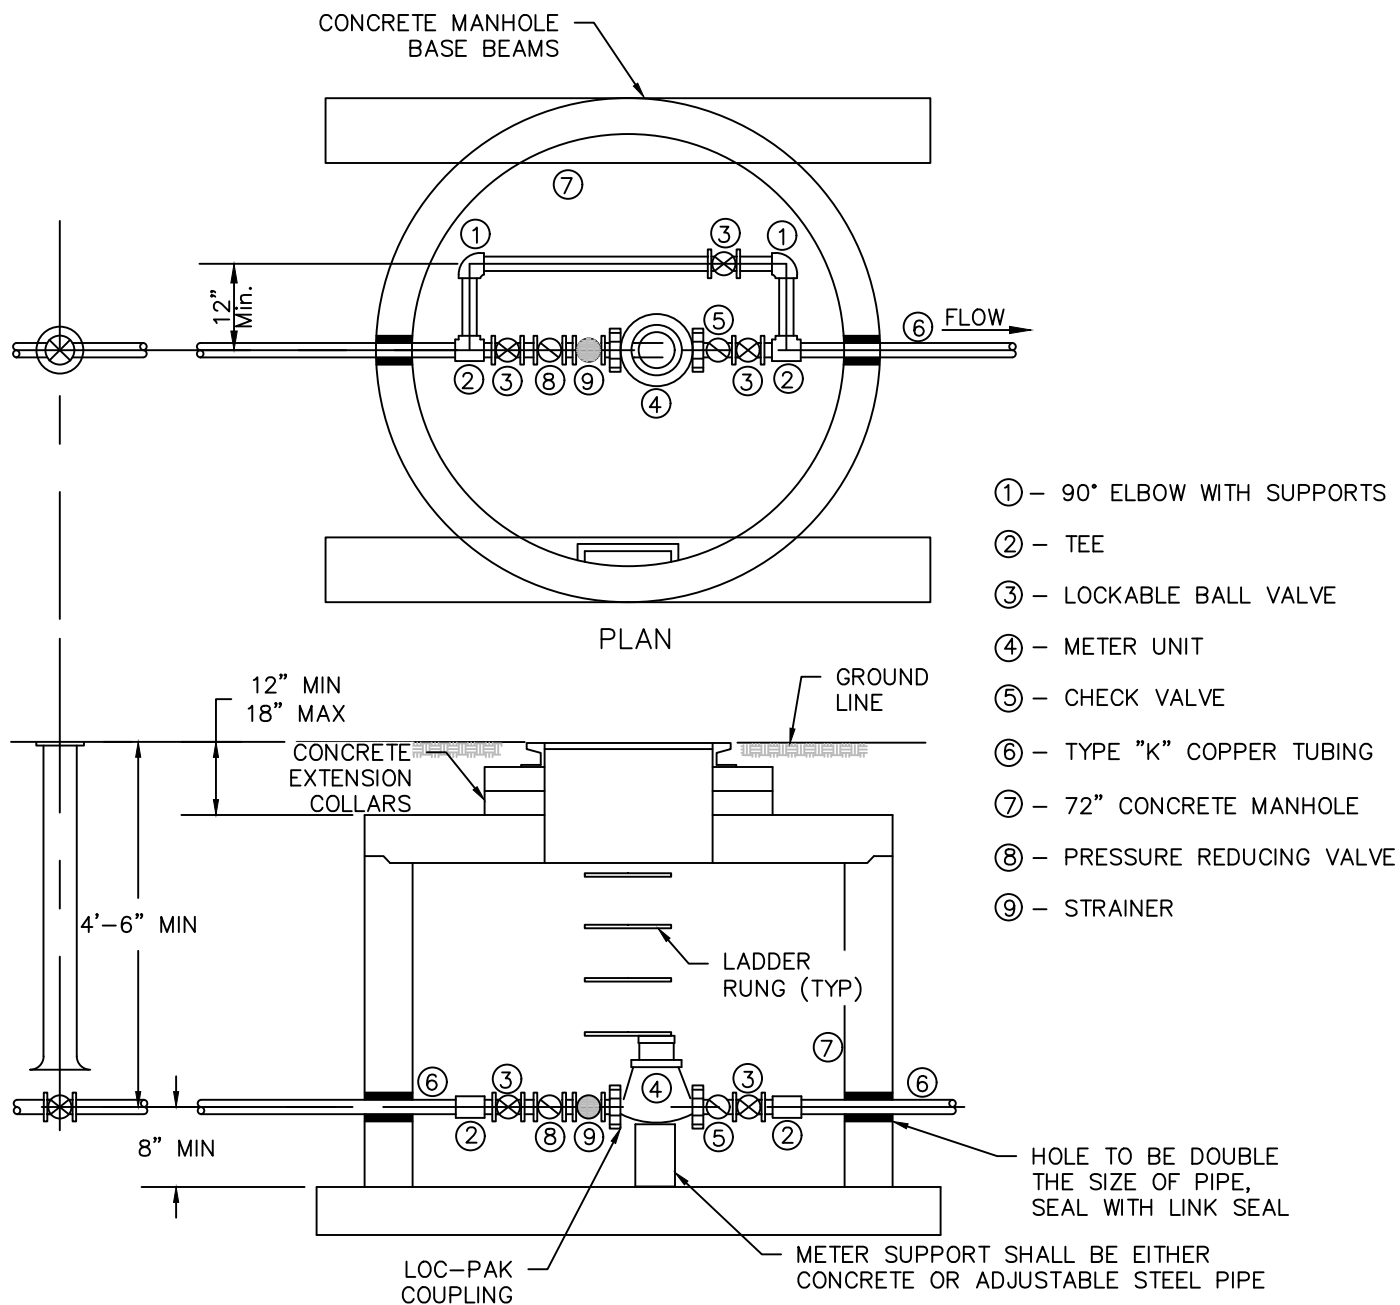 CONCRETE MANHOLE
BASE BEAMS
7
1
3
1
12"
Min.
5
6
FLOW
2
3
8
9
4
3
2
PLAN
1 – 90° ELBOW WITH SUPPORTS
2 – TEE
3 – LOCKABLE BALL VALVE
4 – METER UNIT
5 – CHECK VALVE
6 – TYPE "K" COPPER TUBING
7 – 72" CONCRETE MANHOLE
8 – PRESSURE REDUCING VALVE
9 – STRAINER
12" MIN
18" MAX
GROUND
LINE
CONCRETE
EXTENSION
COLLARS
4'–6" MIN
LADDER
RUNG (TYP)
7
6
3
4
3
6
2
8
9
5
2
8" MIN
HOLE TO BE DOUBLE
THE SIZE OF PIPE,
SEAL WITH LINK SEAL
LOC–PAK
COUPLING
METER SUPPORT SHALL BE EITHER
CONCRETE OR ADJUSTABLE STEEL PIPE